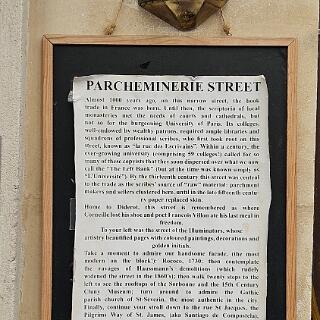 PARCHEMINERIE STREET
Almost 1000 years ago, on this narrow street, the book
trade in France was born. Until then, the scriptoria of local
monasteries met the needs of courts and cathedrals, but
not so for the burgeoning University of Paris. Its colleges,
well-endowed by wealthy patrons, required ample libraries and
squadrons of professional scribes, who first took root on this
street, known as "la rue des Escrivains". Within a century, the
ever-growing university (comprising 59 colleges!) called for so
many of these copyists that they soon dispersed over what we now
call the "The Left Bank" (but at the time was known simply as
"L'Université"). By the thirteenth century this street was central
to the trade as the scribes' source of "raw" material: parchment
makers and sellers clustered here, until in the late fifteenth centu-
ry paper replaced skin.
Home to Diderot, this street is remembered as where
Corneille lost his shoe and poet Francois Villon ate his last meal in
freedom.
To your left was the street of the Illuminators, whose
artistry beautified pages with coloured paintings, decorations and
golden initials.
Take a moment to admire our handsome facade, (the most
modern on the block!): Rococo, 1730; then contemplate
the ravages of Haussmann's demolitions (which rudely
widened the street in the 1860's); then walk twenty steps to the
left to see the rooftops of the Sorbonne and the 15th Century
Cluny Museum; turn around to admire the Gothic
parish church of St-Severin, the most authentic in the city.
Finally, continue your stroll down to the rue St Jacques, the
Pilgrims Way of St. James, (aka Santiago de Compostela,